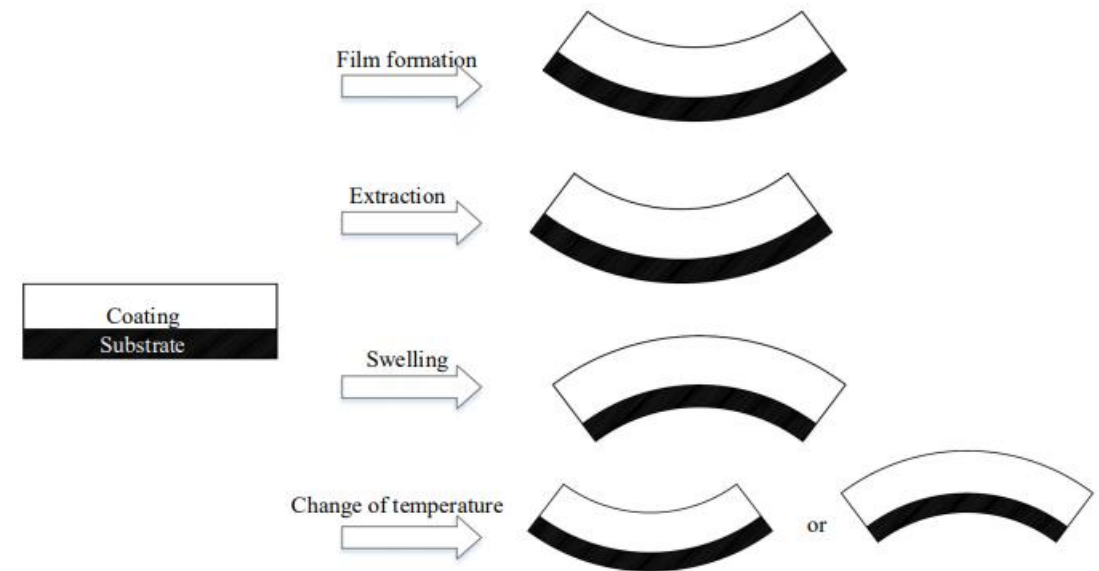 Film formation
Extraction
Coating
Substrate
Swelling
Change of temperature
or